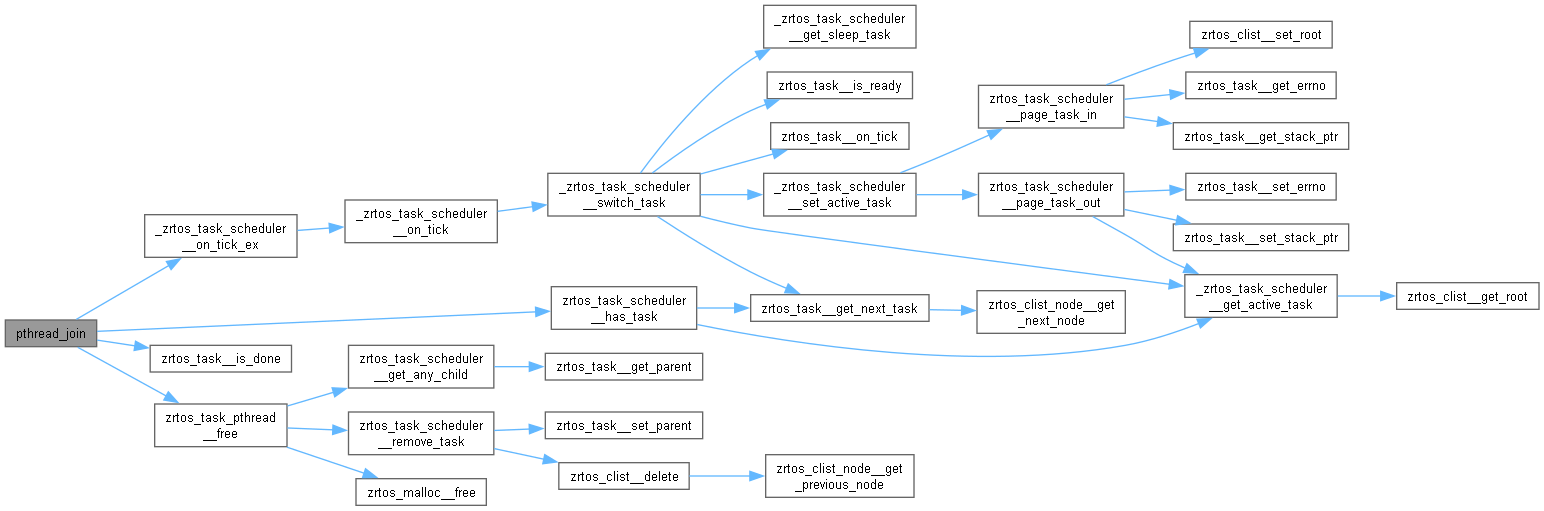 _zrtos_task_scheduler
__get_sleep_task
zrtos_clist__set_root
zrtos_task__is_ready
zrtos_task_scheduler
__page_task_in
zrtos_task__get_errno
zrtos_task__on_tick
zrtos_task__get_stack_ptr
_zrtos_task_scheduler
__switch_task
_zrtos_task_scheduler
__set_active_task
zrtos_task_scheduler
__page_task_out
zrtos_task__set_errno
_zrtos_task_scheduler
__on_tick
_zrtos_task_scheduler
__on_tick_ex
zrtos_task__set_stack_ptr
pthread_join
zrtos_task_scheduler
__has_task
zrtos_task__get_next_task
zrtos_clist_node__get
_next_node
_zrtos_task_scheduler
__get_active_task
zrtos_clist__get_root
zrtos_task__is_done
zrtos_task_scheduler
__get_any_child
zrtos_task__get_parent
zrtos_task_pthread
__free
zrtos_task_scheduler
__remove_task
zrtos_task__set_parent
zrtos_clist__delete
zrtos_clist_node__get
_previous_node
zrtos_malloc__free